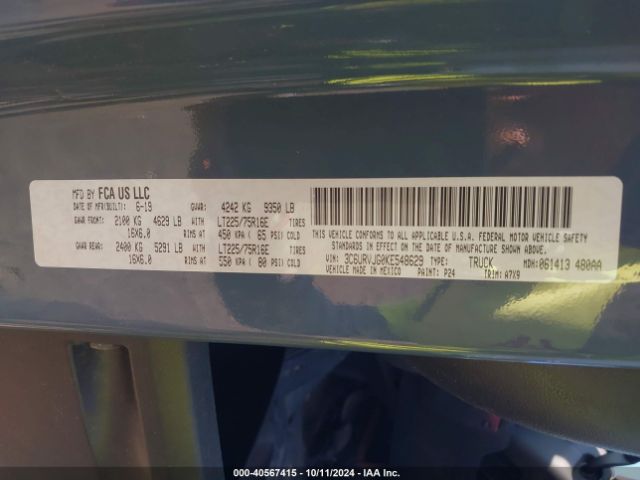 MFD BY FCA US LLC
DATE OF MFR(BUILT): 6-19 GVWR: 4242 KG 9350 LB
GAWR FRONT: 2100 KG 4629 LB WITH LT225/75R16E TIRES
16X6.0 RIMS AT 450 KPA ( 65 PSI) COLD
GAWR REAR: 2400 KG 5291 LB WITH LT225/75R16E TIRES
16X6.0 RIMS AT 550 KPA ( 80 PSI) COLD
THIS VEHICLE CONFORMS TO ALL APPLICABLE U.S.A. FEDERAL MOTOR VEHICLE SAFETY
STANDARDS IN EFFECT ON THE DATE OF MANUFACTURE SHOWN ABOVE.
VIN: 3C6URVJG0KE548629 TYPE: TRUCK MDH: 061413 480AA
VEHICLE MADE IN MEXICO PAINT: P24 TRIM: A7X9
000-40567415 - 10/11/2024 - IAA Inc.